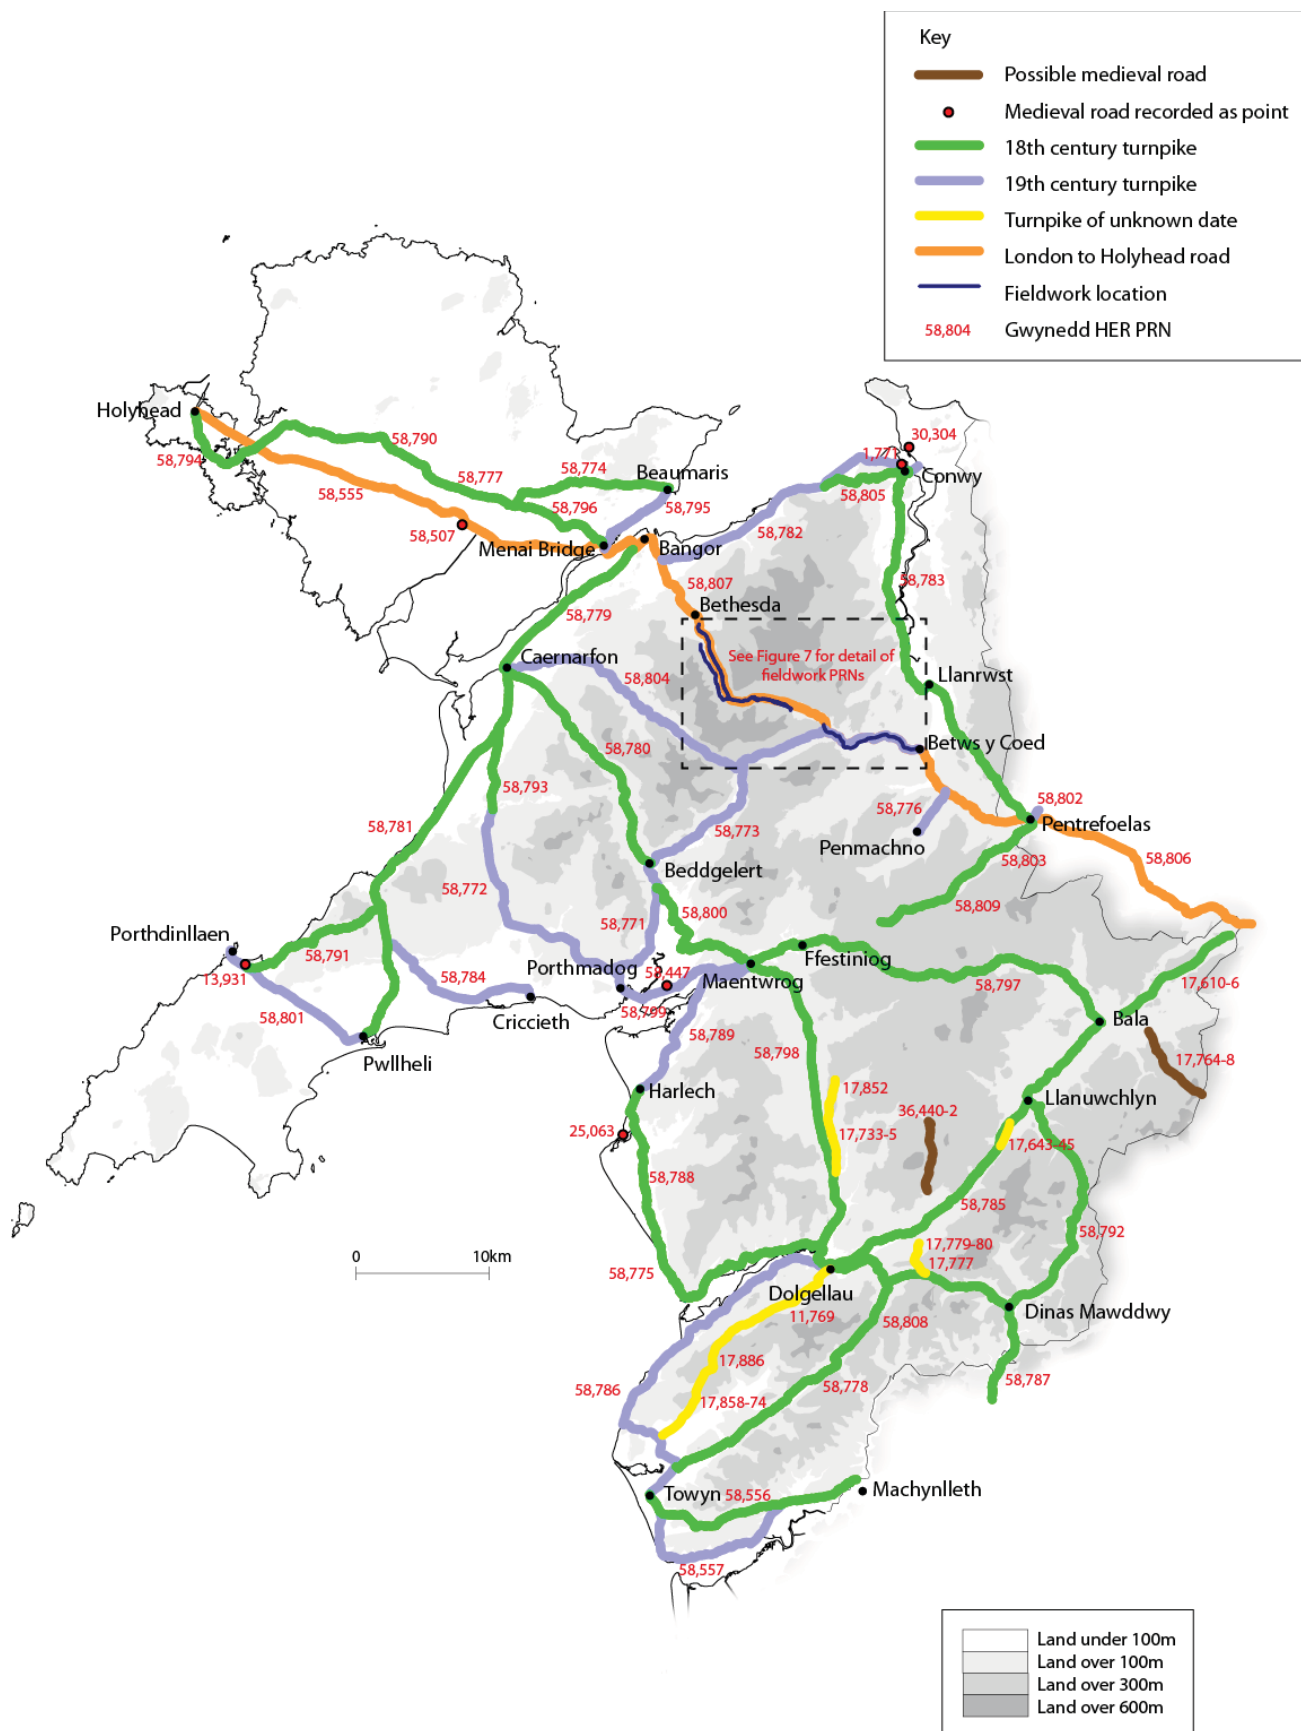 Key
Possible medieval road
Medieval road recorded as point
18th century turnpike
19th century turnpike
Turnpike of unknown date
London to Holyhead road
Fieldwork location
58,804
Gwynedd HER PRN
Holyhead
58,794
58,790
58,555
58,777
58,774
Beaumaris
58,796
58,795
58,507
Menai Bridge
Bangor
30,304
1,771
Conwy
58,805
58,782
58,783
58,807
Bethesda
58,779
See Figure 7 for detail of
fieldwork PRNs
Caernarfon
58,804
Llanrwst
58,780
Betws y Coed
58,793
58,781
58,773
58,776
58,802
Pentrefoelas
Penmachno
58,803
58,806
Beddgelert
58,772
58,771
58,800
58,809
Porthdinllaen
58,791
13,931
58,784
Porthmadog
58,447
Maentwrog
Ffestiniog
58,797
17,610-6
58,801
Criccieth
58,799
Bala
Pwllheli
58,789
58,798
17,764-8
Harlech
17,852
Llanuwchlyn
36,440-2
25,063
17,733-5
17,643-45
58,788
58,785
58,792
0
10km
17,779-80
17,777
58,775
Dolgellau
11,769
Dinas Mawddwy
58,808
17,886
58,786
58,778
58,787
17,858-74
Towyn
58,556
Machynlleth
58,557
Land under 100m
Land over 100m
Land over 300m
Land over 600m